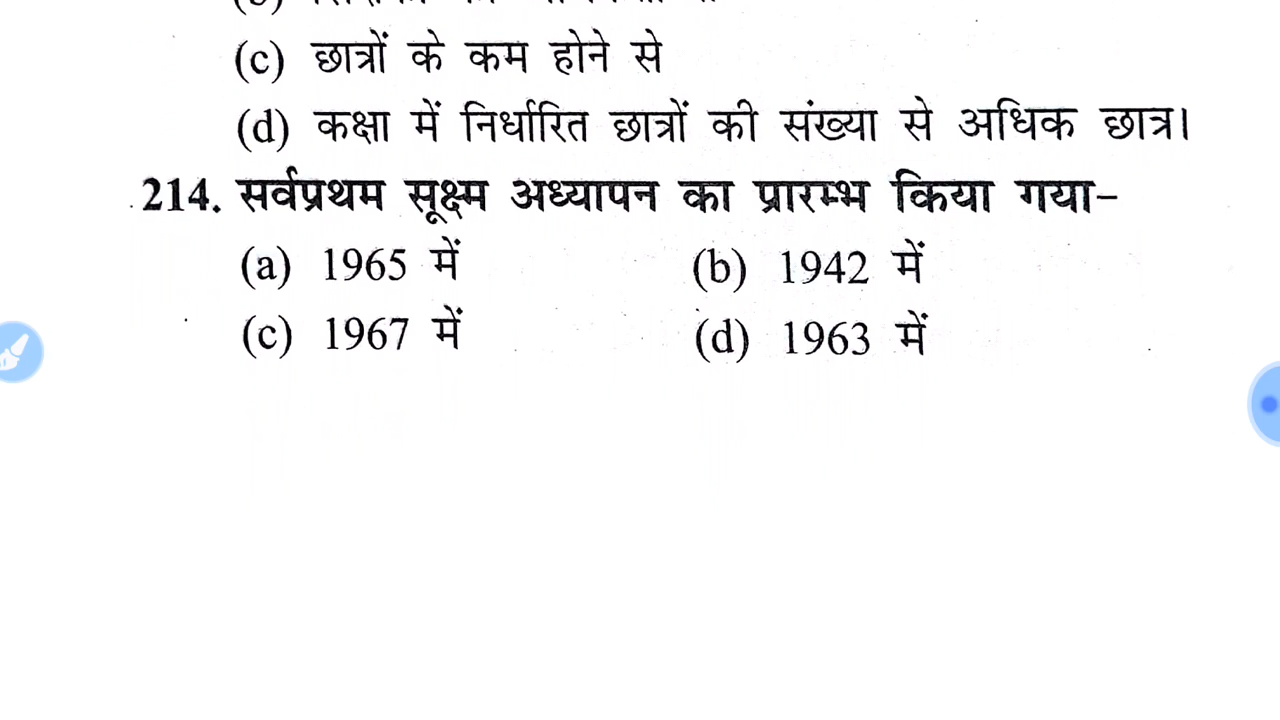 (c) छात्रों के कम होने से
(d) कक्षा में निर्धारित छात्रों की संख्या से अधिक छात्र।
214. सर्वप्रथम सूक्ष्म अध्यापन का प्रारम्भ किया गया–
(a) 1965 में (b) 1942 में
(c) 1967 में (d) 1963 में